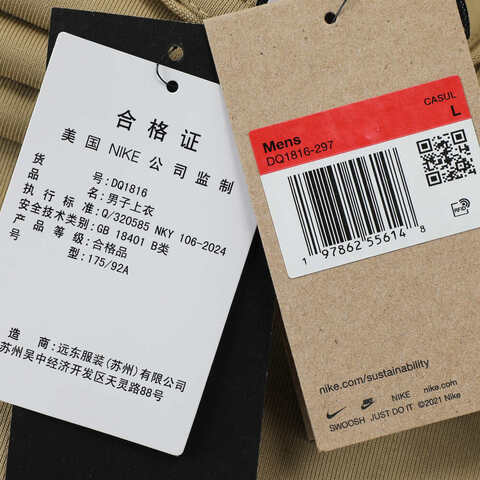 合格证
美国 NIKE 公司监制
货号:DQ1816
品名:男子上衣
执行标准:Q/320585 NKY 106-2024
安全技术类别:GB 18401 B类
产品等级:合格品
型:175/92A
造商:远东服装(苏州)有限公司
苏州吴中经济开发区天灵路88号
CASUL
Mens
L
DQ1816-297
1 97862 55614 8
RFID
nike.com/sustainability
NIKE nike.com
SWOOSH JUST DO IT ©2021 Nike